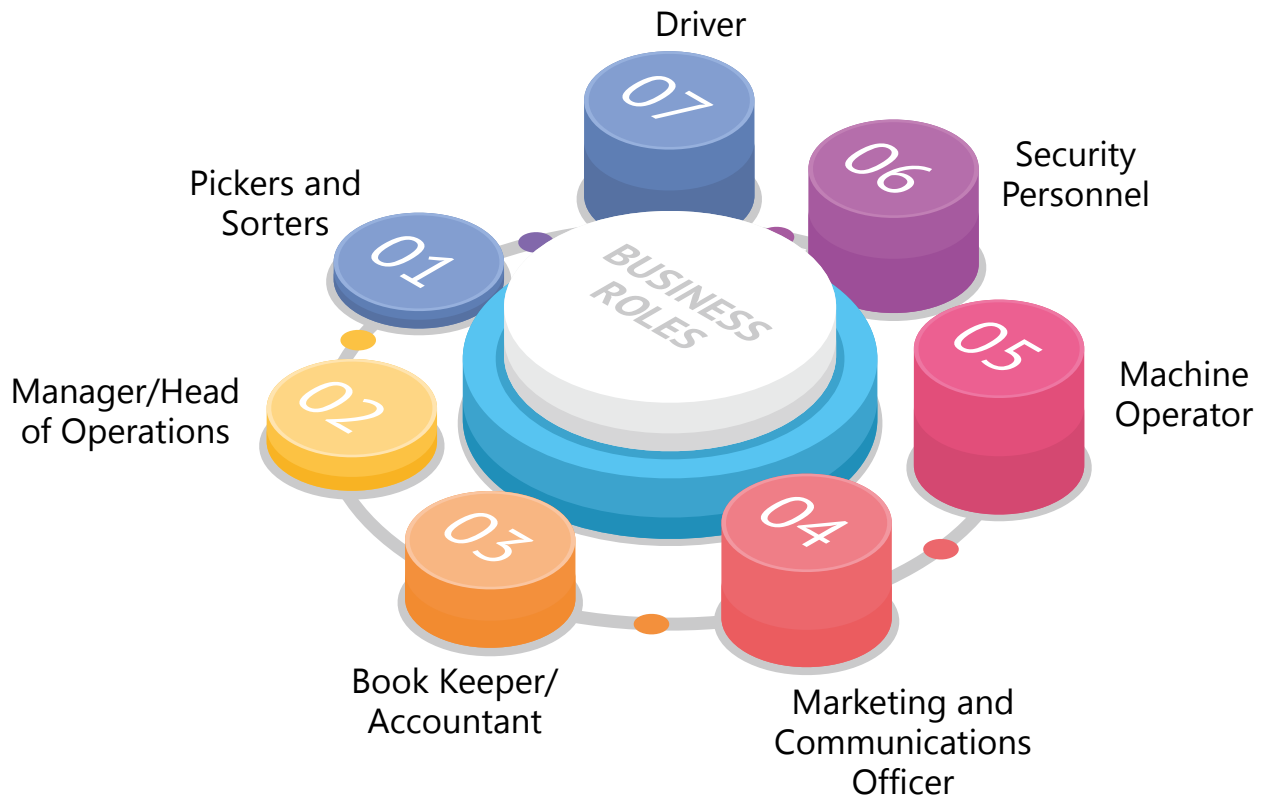 Driver
07
06
Security
Personnel
Pickers and
Sorters
01
BUSINESS
ROLES
05
Machine
Operator
Manager/Head
of Operations
02
03
04
Book Keeper/
Accountant
Marketing and
Communications
Officer